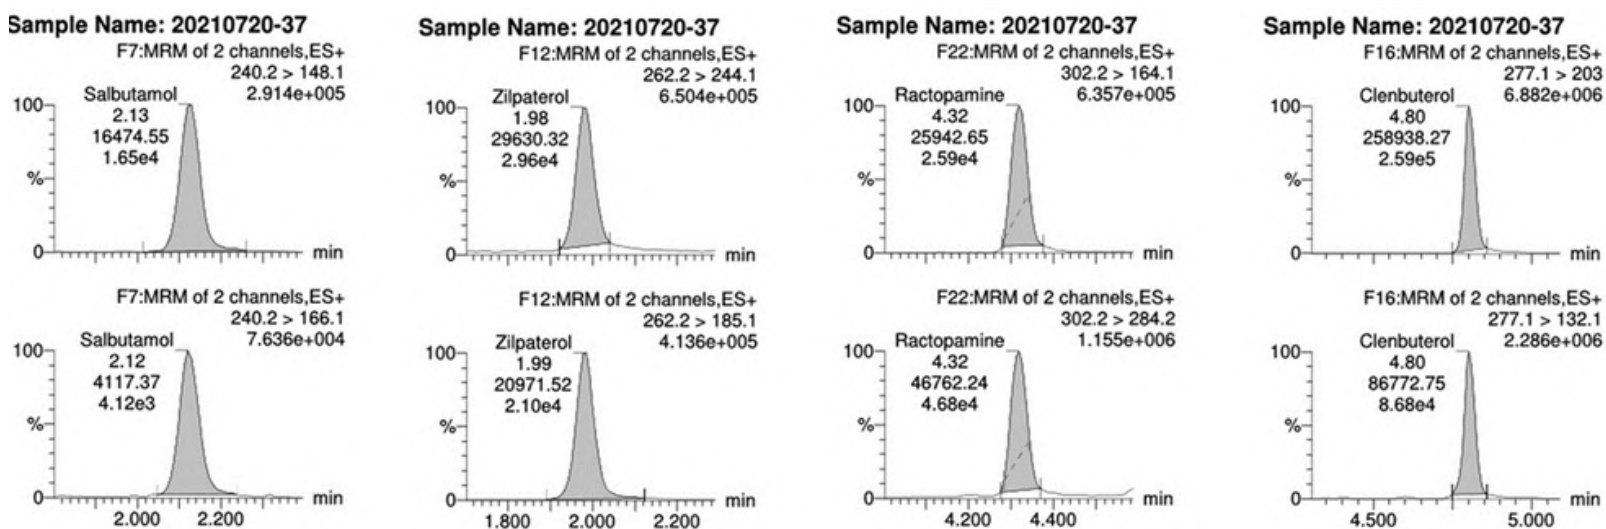 Sample Name: 20210720-37
F7:MRM of 2 channels,ES+
240.2 > 148.1
2.914e+005
Salbutamol
2.13
16474.55
1.65e4
100
%
0
min
F7:MRM of 2 channels,ES+
240.2 > 166.1
7.636e+004
Salbutamol
2.12
4117.37
4.12e3
100
%
0
min
2.000 2.200
Sample Name: 20210720-37
F12:MRM of 2 channels,ES+
262.2 > 244.1
6.504e+005
Zilpaterol
1.98
29630.32
2.96e4
100
%
0
min
F12:MRM of 2 channels,ES+
262.2 > 185.1
4.136e+005
Zilpaterol
1.99
20971.52
2.10e4
100
%
0
min
1.800 2.000 2.200
Sample Name: 20210720-37
F22:MRM of 2 channels,ES+
302.2 > 164.1
6.357e+005
Ractopamine
4.32
25942.65
2.59e4
100
%
0
min
F22:MRM of 2 channels,ES+
302.2 > 284.2
1.155e+006
Ractopamine
4.32
46762.24
4.68e4
100
%
0
min
4.200 4.400
Sample Name: 20210720-37
F16:MRM of 2 channels,ES+
277.1 > 203
6.882e+006
Clenbuterol
4.80
258938.27
2.59e5
100
%
0
min
4.500 5.000
F16:MRM of 2 channels,ES+
277.1 > 132.1
2.286e+006
Clenbuterol
4.80
86772.75
8.68e4
100
%
0
min
4.500 5.000